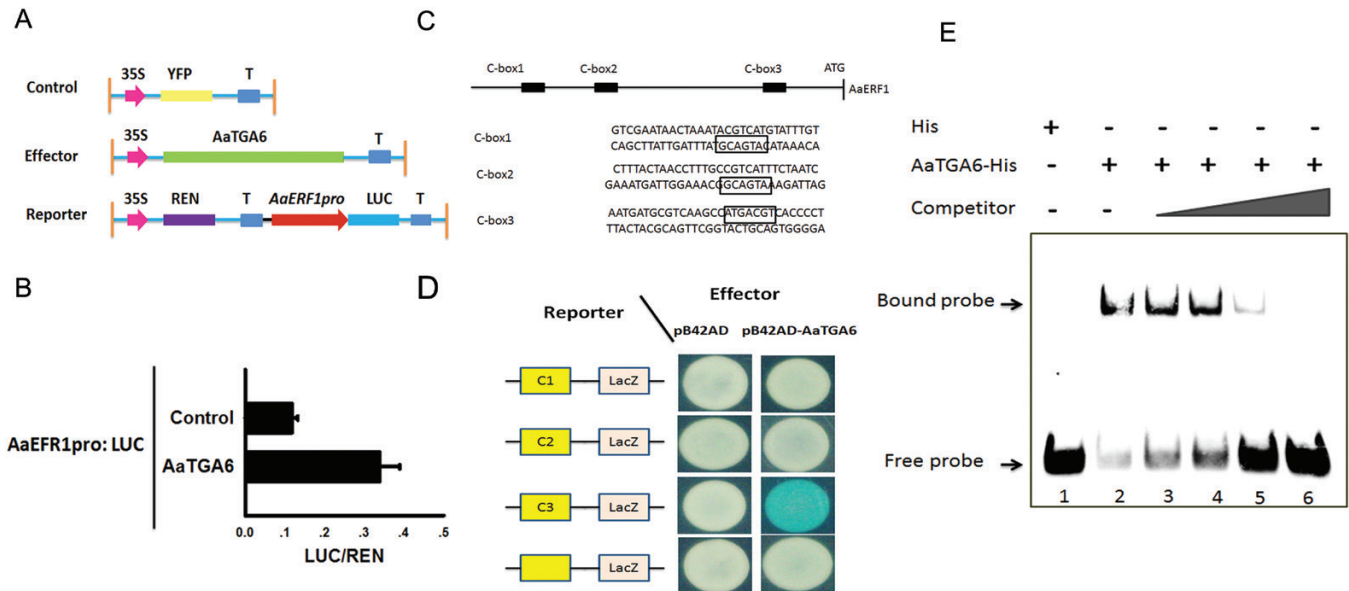 A
35S YFP T
Control
35S AaTGA6 T
Effector
35S REN T AaERF1pro LUC T
Reporter
B
Control
AaEFR1pro: LUC
AaTGA6
0.0 .1 .2 .3 .4 .5
LUC/REN
C
C-box1 C-box2 C-box3 ATG
AaERF1
C-box1
GTCGAATAACTAAATACGTCATGTATTTGT
CAGCTTATTGATTTATGCAGTACATAAACA
C-box2
CTTTACTAACCTTTGCCGTCATTTCTAATC
GAAATGATTGGAAACGGCAGTAAAGATTAG
C-box3
AATGATGCGTCAAGCCATGACGTCACCCCT
TTACTACGCAGTTCGGTACTGCAGTGGGGA
D
Effector
Reporter
pB42AD pB42AD-AaTGA6
C1 LacZ
C2 LacZ
C3 LacZ
LacZ
E
His + - - - - -
AaTGA6-His - + + + + +
Competitor - -
Bound probe
Free probe
1 2 3 4 5 6